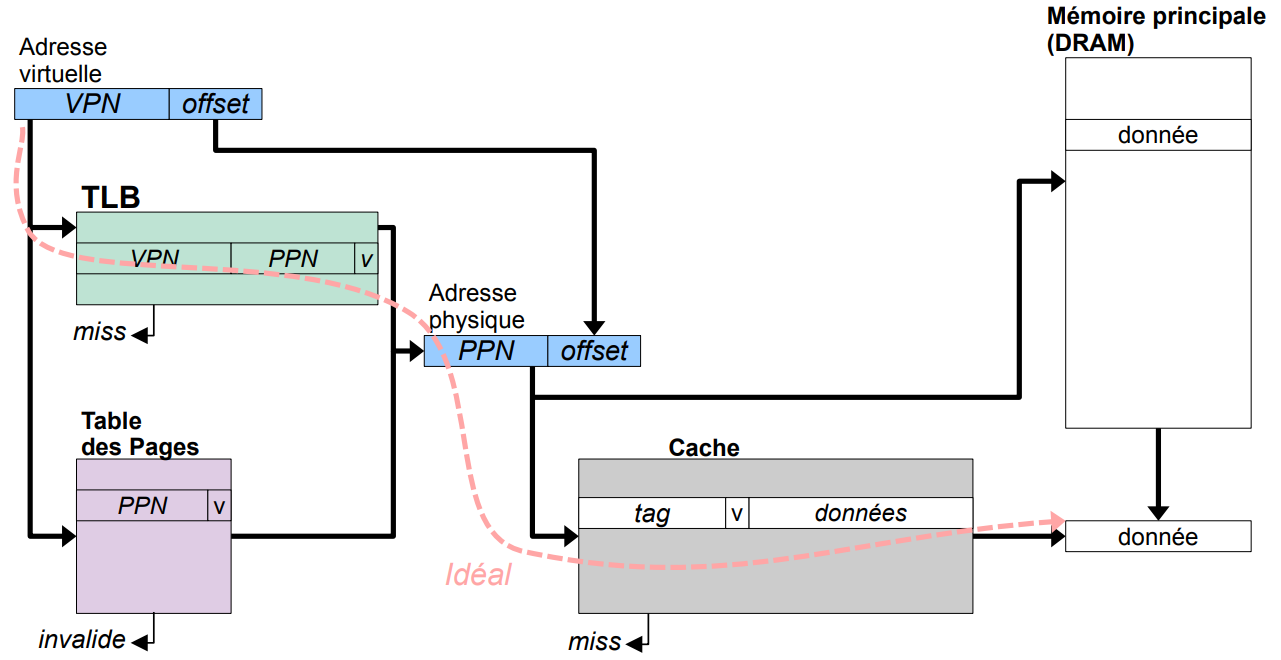 Mémoire principale
(DRAM)
Adresse
virtuelle
VPN offset
donnée
TLB
VPN PPN v
miss
Adresse
physique
PPN offset
Table
des Pages
PPN v
invalide
Cache
tag v données
Idéal
miss
donnée